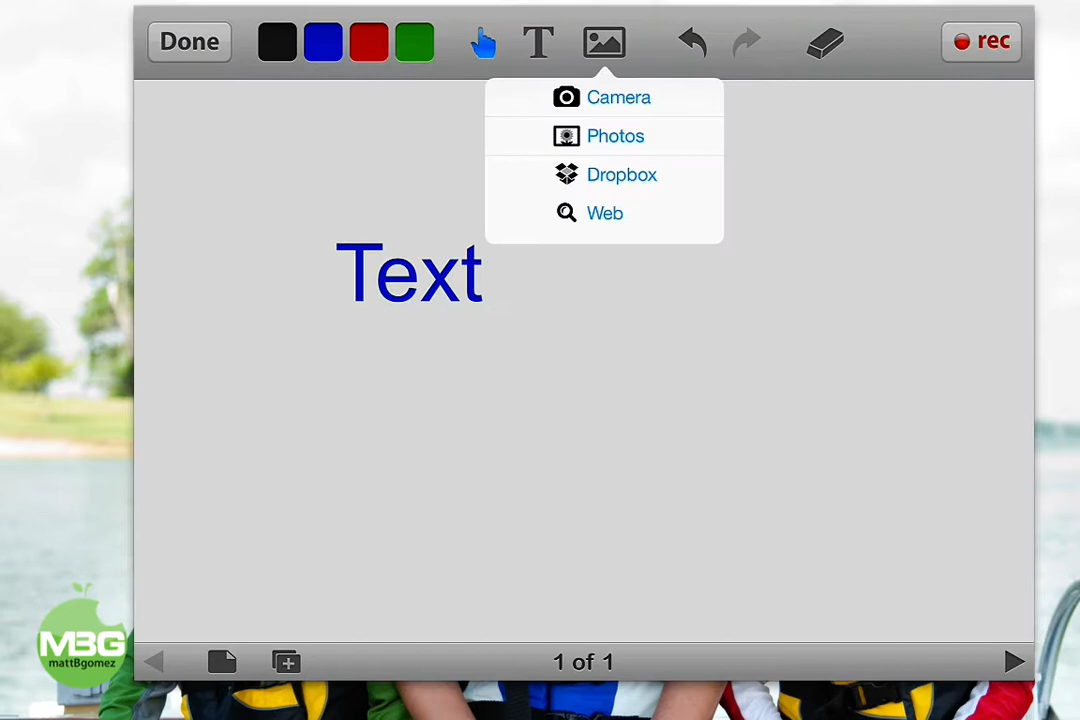 Done
T
rec
Camera
Photos
Dropbox
Web
Text
MBG
mattBgomez
1 of 1